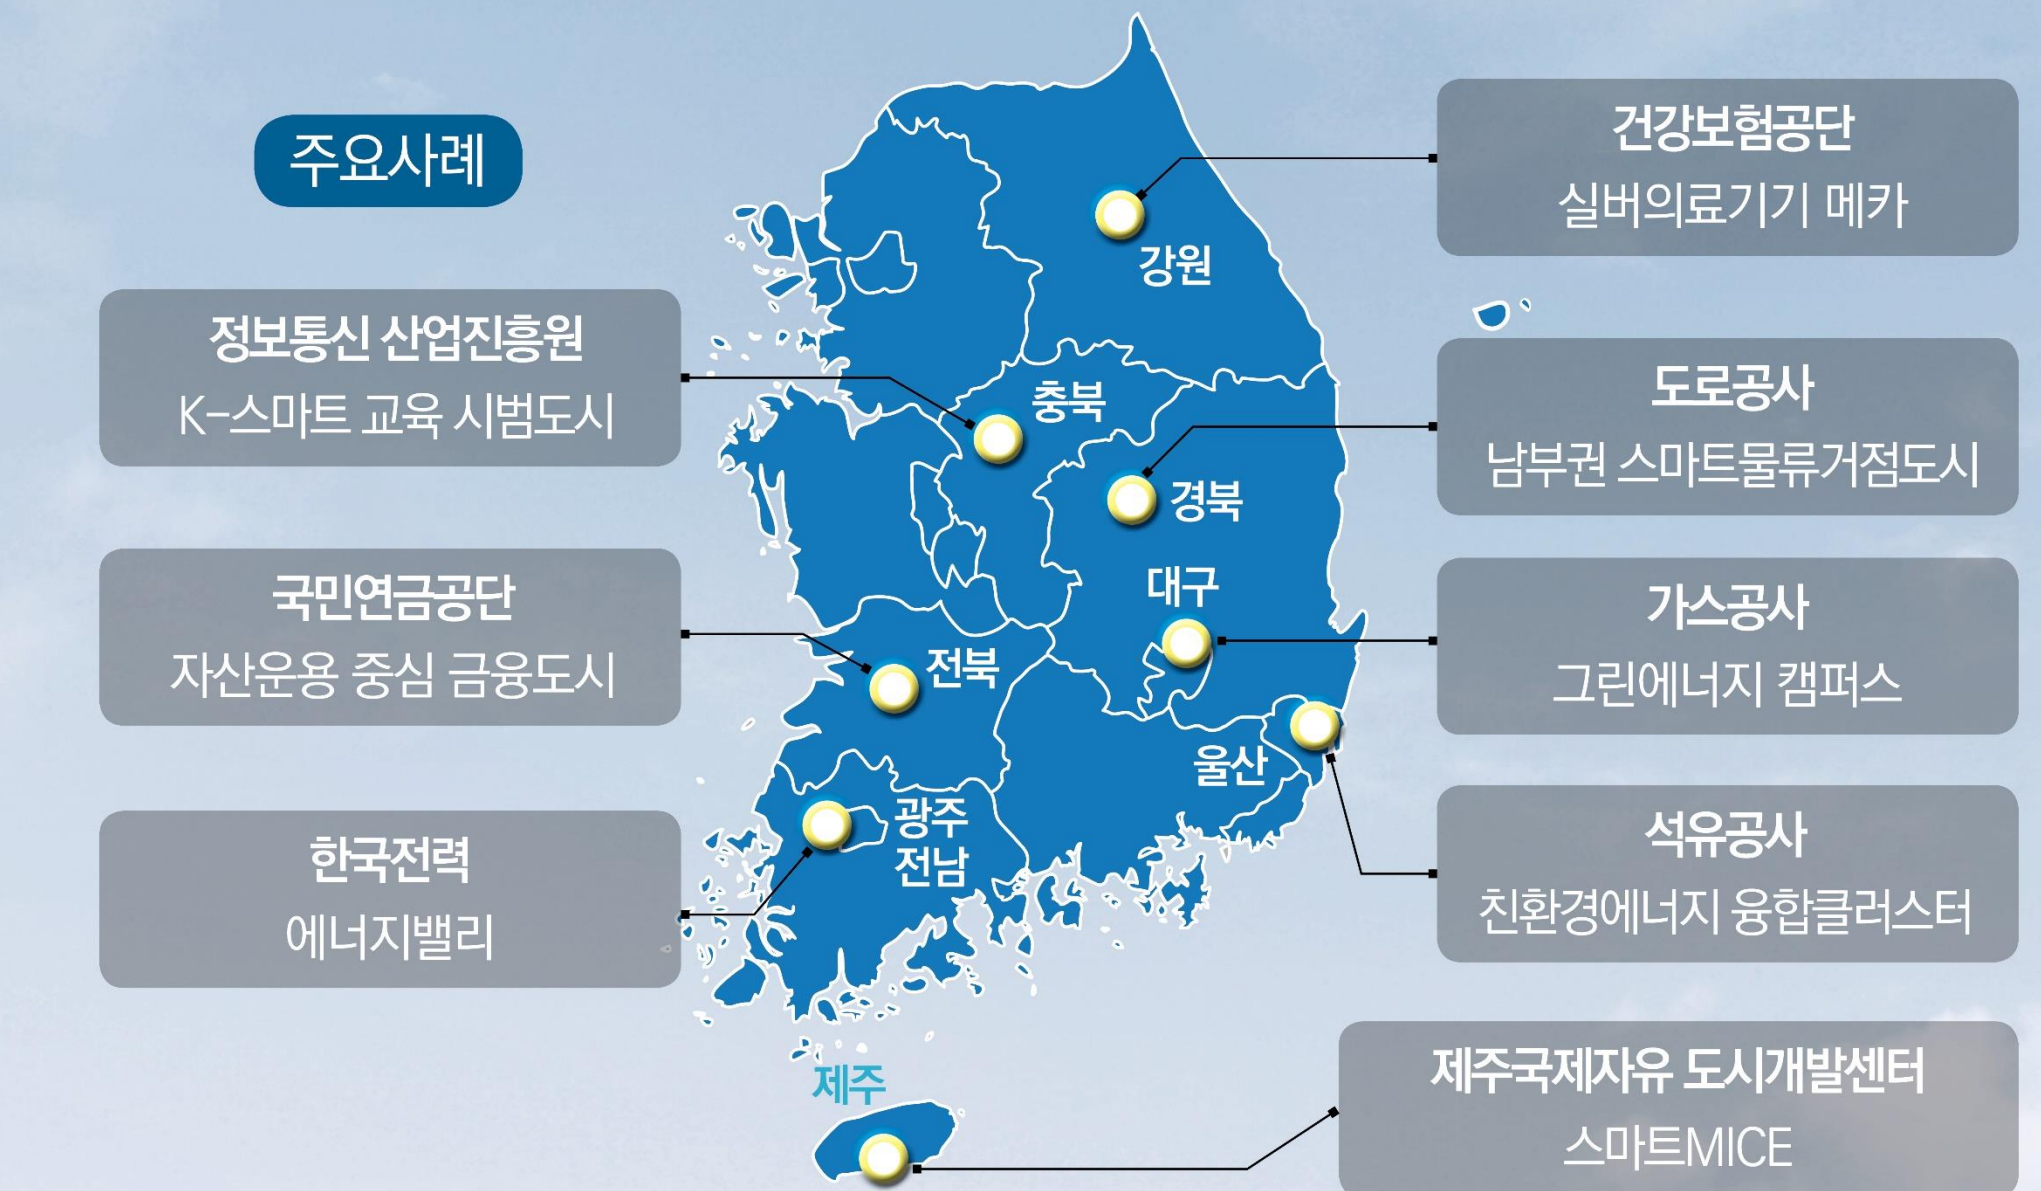 주요사례
건강보험공단
실버의료기기 메카
강원
정보통신 산업진흥원
K-스마트 교육 시범도시
충북
도로공사
남부권 스마트물류거점도시
경북
국민연금공단
자산운용 중심 금융도시
전북
대구
가스공사
그린에너지 캠퍼스
울산
석유공사
친환경에너지 융합클러스터
한국전력
에너지밸리
광주
전남
제주
제주국제자유 도시개발센터
스마트MICE